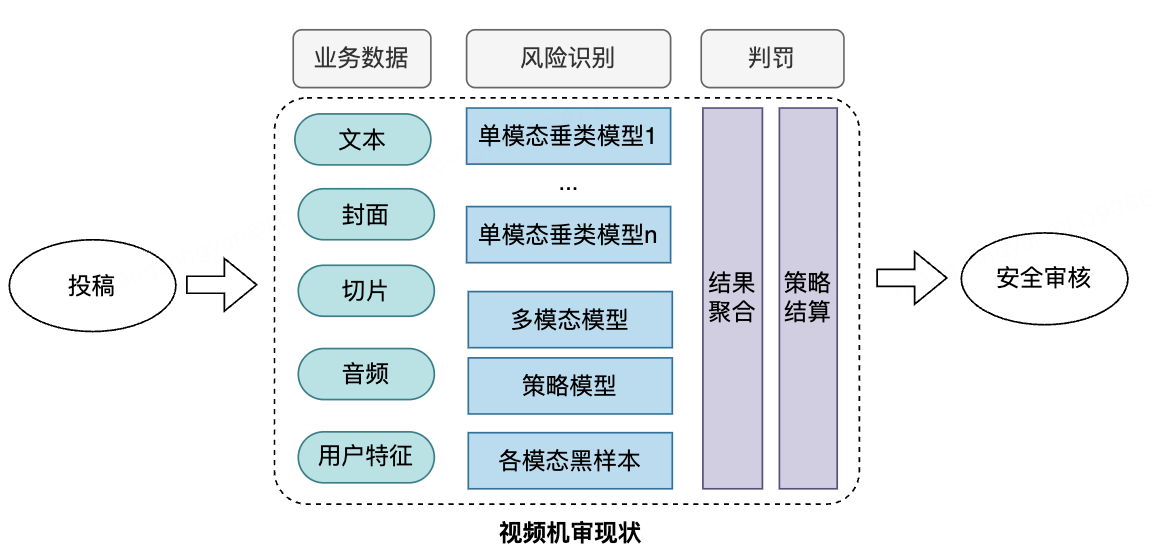 业务数据
风险识别
判罚
文本
封面
切片
音频
用户特征
单模态垂类模型1
...
单模态垂类模型n
多模态模型
策略模型
各模态黑样本
结果
聚合
策略
结算
投稿
安全审核
视频机审现状